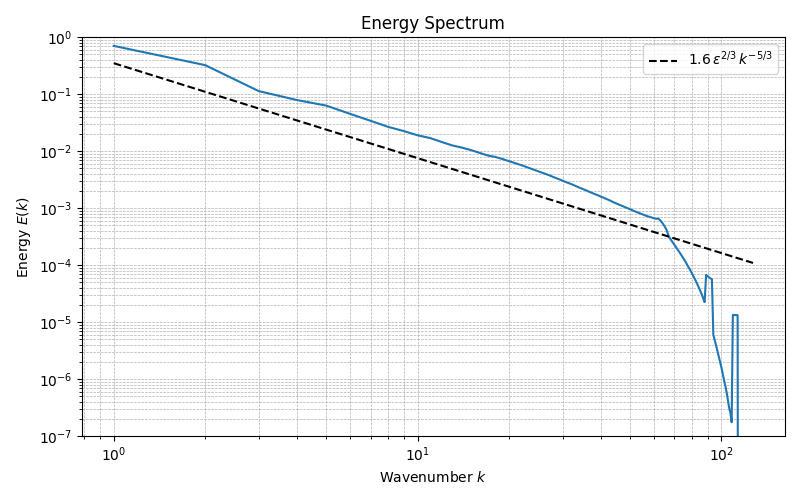 Energy Spectrum
1.6 ε^{2/3} k^{-5/3}
Energy E(k)
10^0
10^{-1}
10^{-2}
10^{-3}
10^{-4}
10^{-5}
10^{-6}
10^{-7}
10^0 10^1 10^2
Wavenumber k